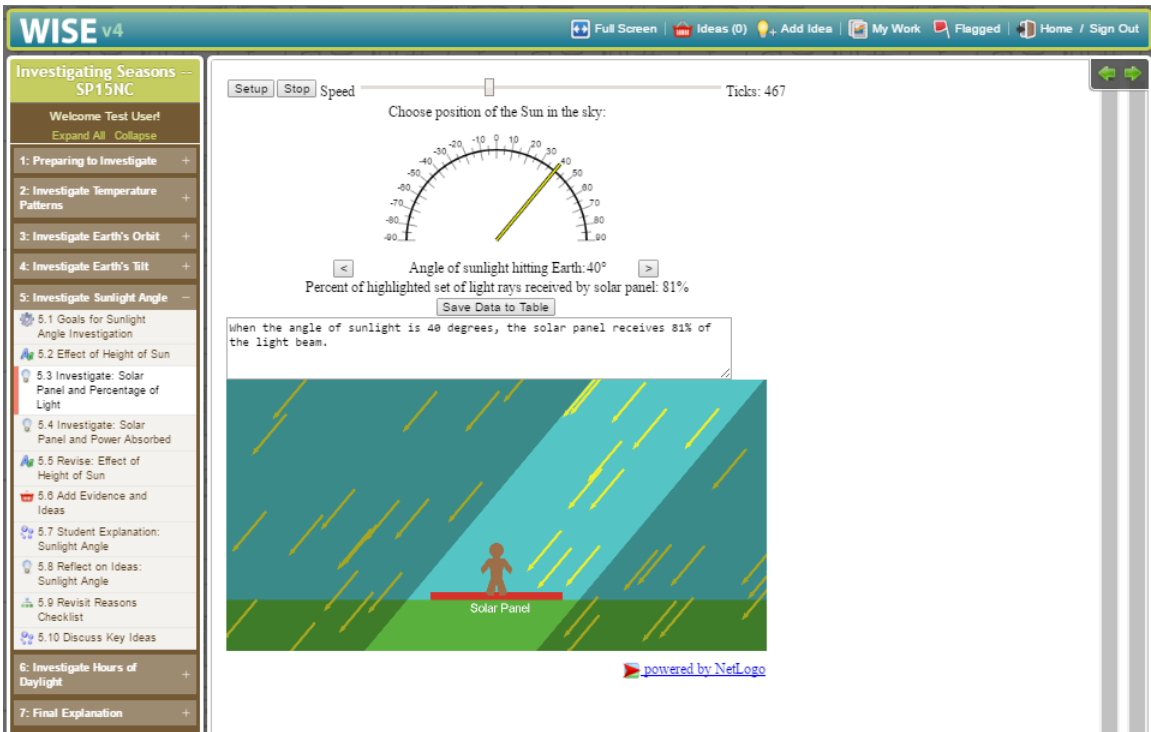 WISE v4
Full Screen | Ideas (0) Add Idea | My Work Flagged | Home / Sign Out
Investigating Seasons --
SP15NC
Welcome Test User!
Expand All Collapse
1: Preparing to Investigate +
2: Investigate Temperature
Patterns +
3: Investigate Earth's Orbit +
4: Investigate Earth's Tilt +
5: Investigate Sunlight Angle −
5.1 Goals for Sunlight
Angle Investigation
5.2 Effect of Height of Sun
5.3 Investigate: Solar
Panel and Percentage of
Light
5.4 Investigate: Solar
Panel and Power Absorbed
5.5 Revise: Effect of
Height of Sun
5.6 Add Evidence and
Ideas
5.7 Student Explanation:
Sunlight Angle
5.8 Reflect on Ideas:
Sunlight Angle
5.9 Revisit Reasons
Checklist
5.10 Discuss Key Ideas
6: Investigate Hours of
Daylight +
7: Final Explanation +
Setup Stop Speed Ticks: 467
Choose position of the Sun in the sky:
-90 -80 -70 -60 -50 -40 -30 -20 -10 0 10 20 30 40 50 60 70 80 90
< Angle of sunlight hitting Earth:40° >
Percent of highlighted set of light rays received by solar panel: 81%
Save Data to Table
When the angle of sunlight is 40 degrees, the solar panel receives 81% of
the light beam.
Solar Panel
powered by NetLogo